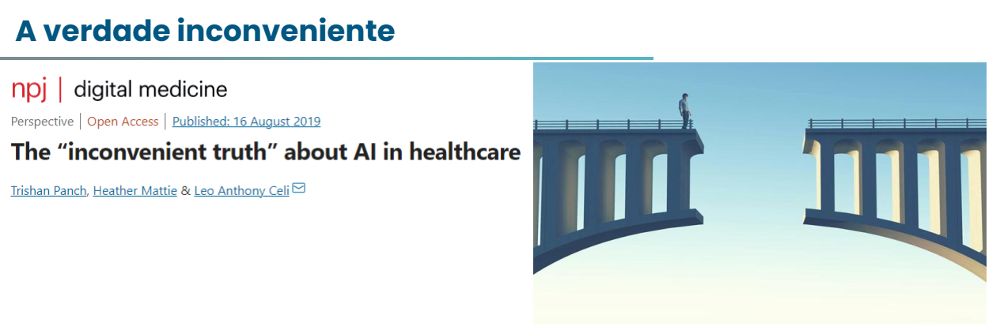 A verdade inconveniente
npj | digital medicine
Perspective | Open Access | Published: 16 August 2019
The “inconvenient truth” about AI in healthcare
Trishan Panch, Heather Mattie & Leo Anthony Celi